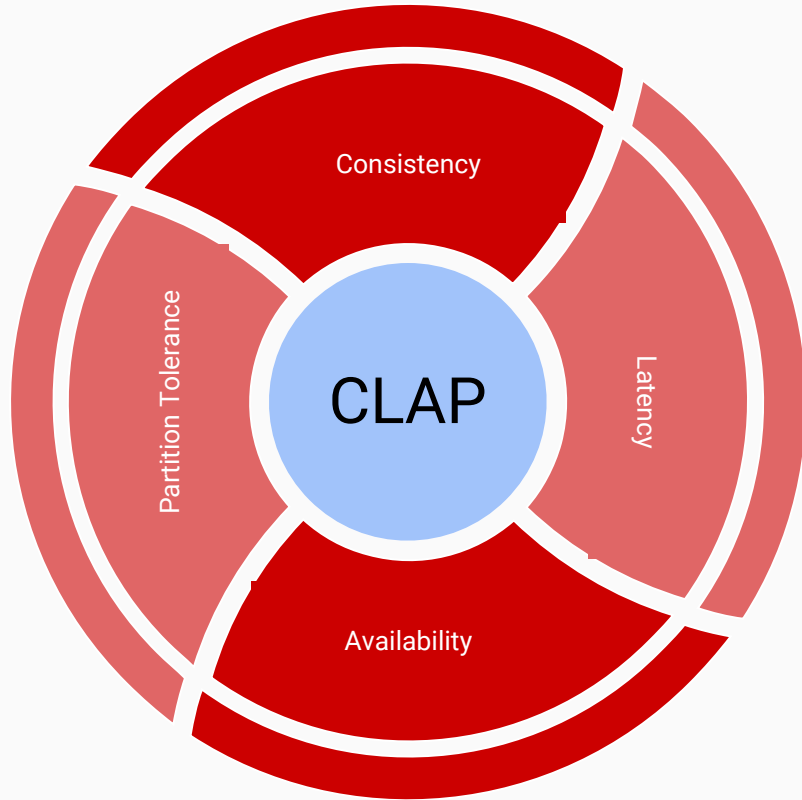 Consistency
Latency
CLAP
Partition Tolerance
Availability